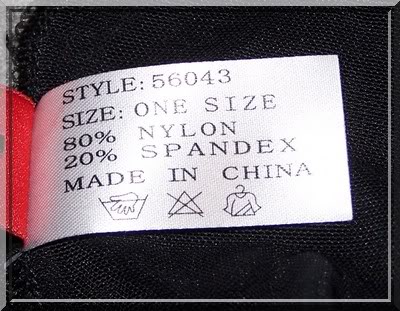 STYLE: 56043
SIZE: ONE SIZE
80% NYLON
20% SPANDEX
MADE IN CHINA